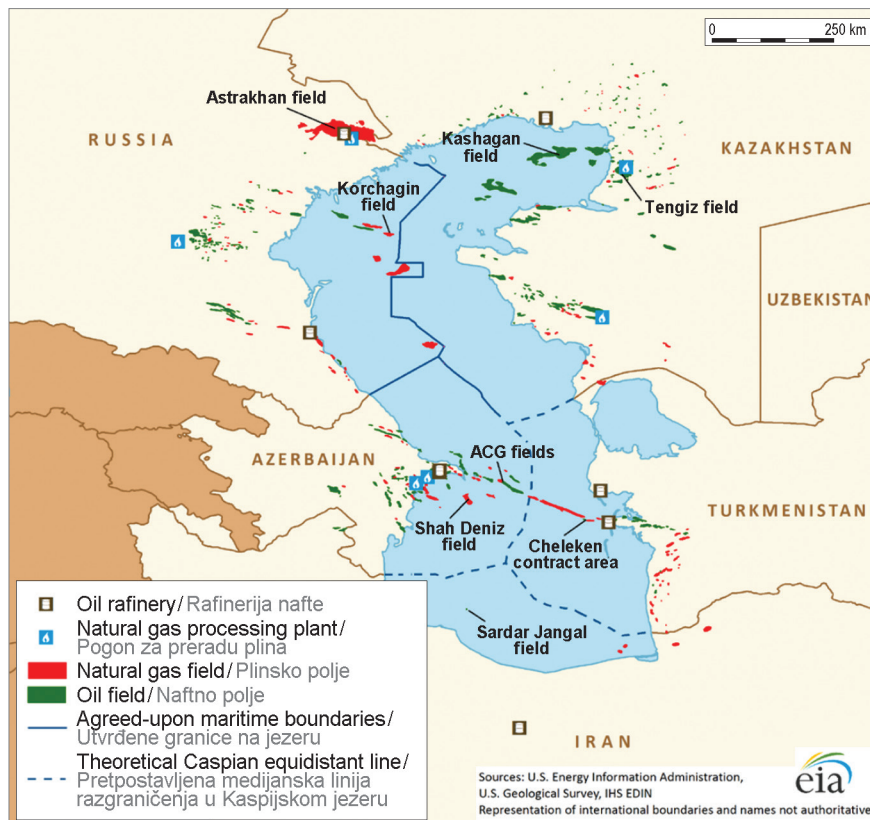 0 250 km
Astrakhan field
RUSSIA
Kashagan
field
KAZAKHSTAN
Korchagin
field
Tengiz field
UZBEKISTAN
ACG fields
AZERBAIJAN
TURKMENISTAN
Shah Deniz
field
Cheleken
contract area
Sardar Jangal
field
IRAN
Oil rafinery/Rafinerija nafte
Natural gas processing plant/
Pogon za preradu plina
Natural gas field/Plinsko polje
Oil field/Naftno polje
Agreed-upon maritime boundaries/
Utvrđene granice na jezeru
Theoretical Caspian equidistant line/
Pretpostavljena medijanska linija
razgraničenja u Kaspijskom jezeru
Sources: U.S. Energy Information Administration,
U.S. Geological Survey, IHS EDIN
Representation of international boundaries and names not authoritative
eia